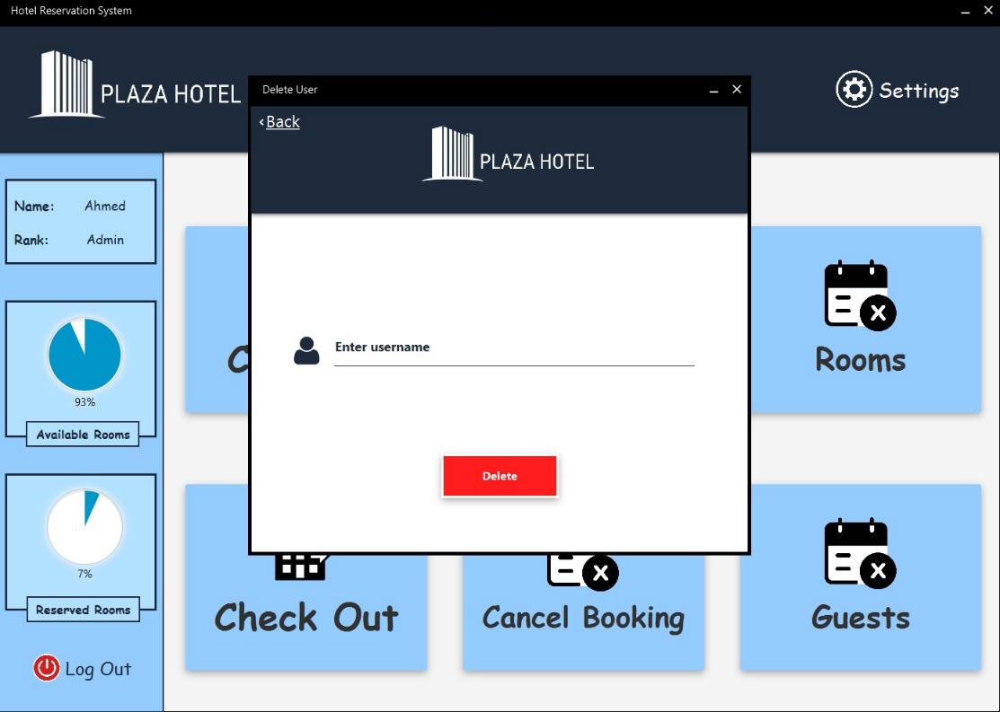 Hotel Reservation System
PLAZA HOTEL
Settings
Delete User
‹Back
PLAZA HOTEL
Name: Ahmed
Rank: Admin
93%
Available Rooms
7%
Reserved Rooms
Log Out
C
Rooms
Enter username
Delete
Check Out
Cancel Booking
Guests